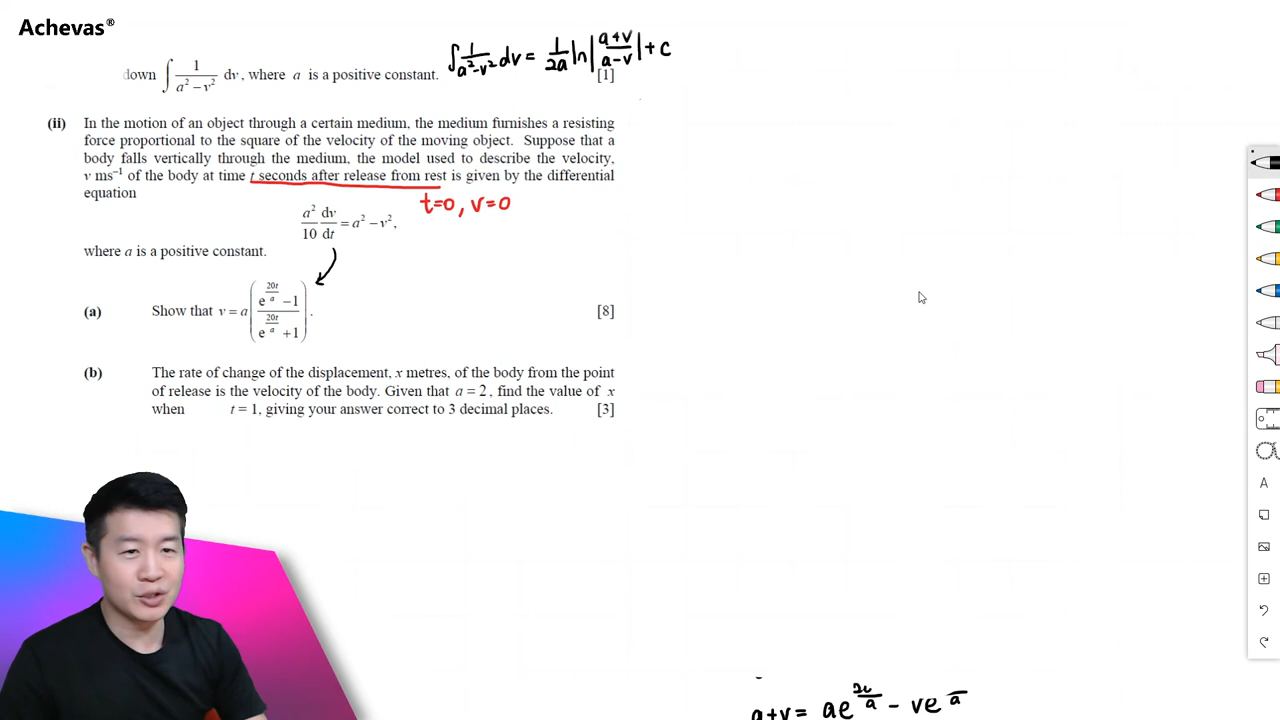 Achevas®
down ∫ 1/(a² − v²) dv, where a is a positive constant. [1]
∫ 1/(a²−v²) dv = 1/2a ln|(a+v)/(a−v)| + c
(ii) In the motion of an object through a certain medium, the medium furnishes a resisting
force proportional to the square of the velocity of the moving object. Suppose that a
body falls vertically through the medium, the model used to describe the velocity,
v ms⁻¹ of the body at time t seconds after release from rest is given by the differential
equation
t=0, v=0
a²/10 dv/dt = a² − v²,
where a is a positive constant.
(a) Show that v = a((e^(20t/a) − 1)/(e^(20t/a) + 1)). [8]
(b) The rate of change of the displacement, x metres, of the body from the point
of release is the velocity of the body. Given that a = 2, find the value of x
when t = 1, giving your answer correct to 3 decimal places. [3]
A
a+v = ae − ve